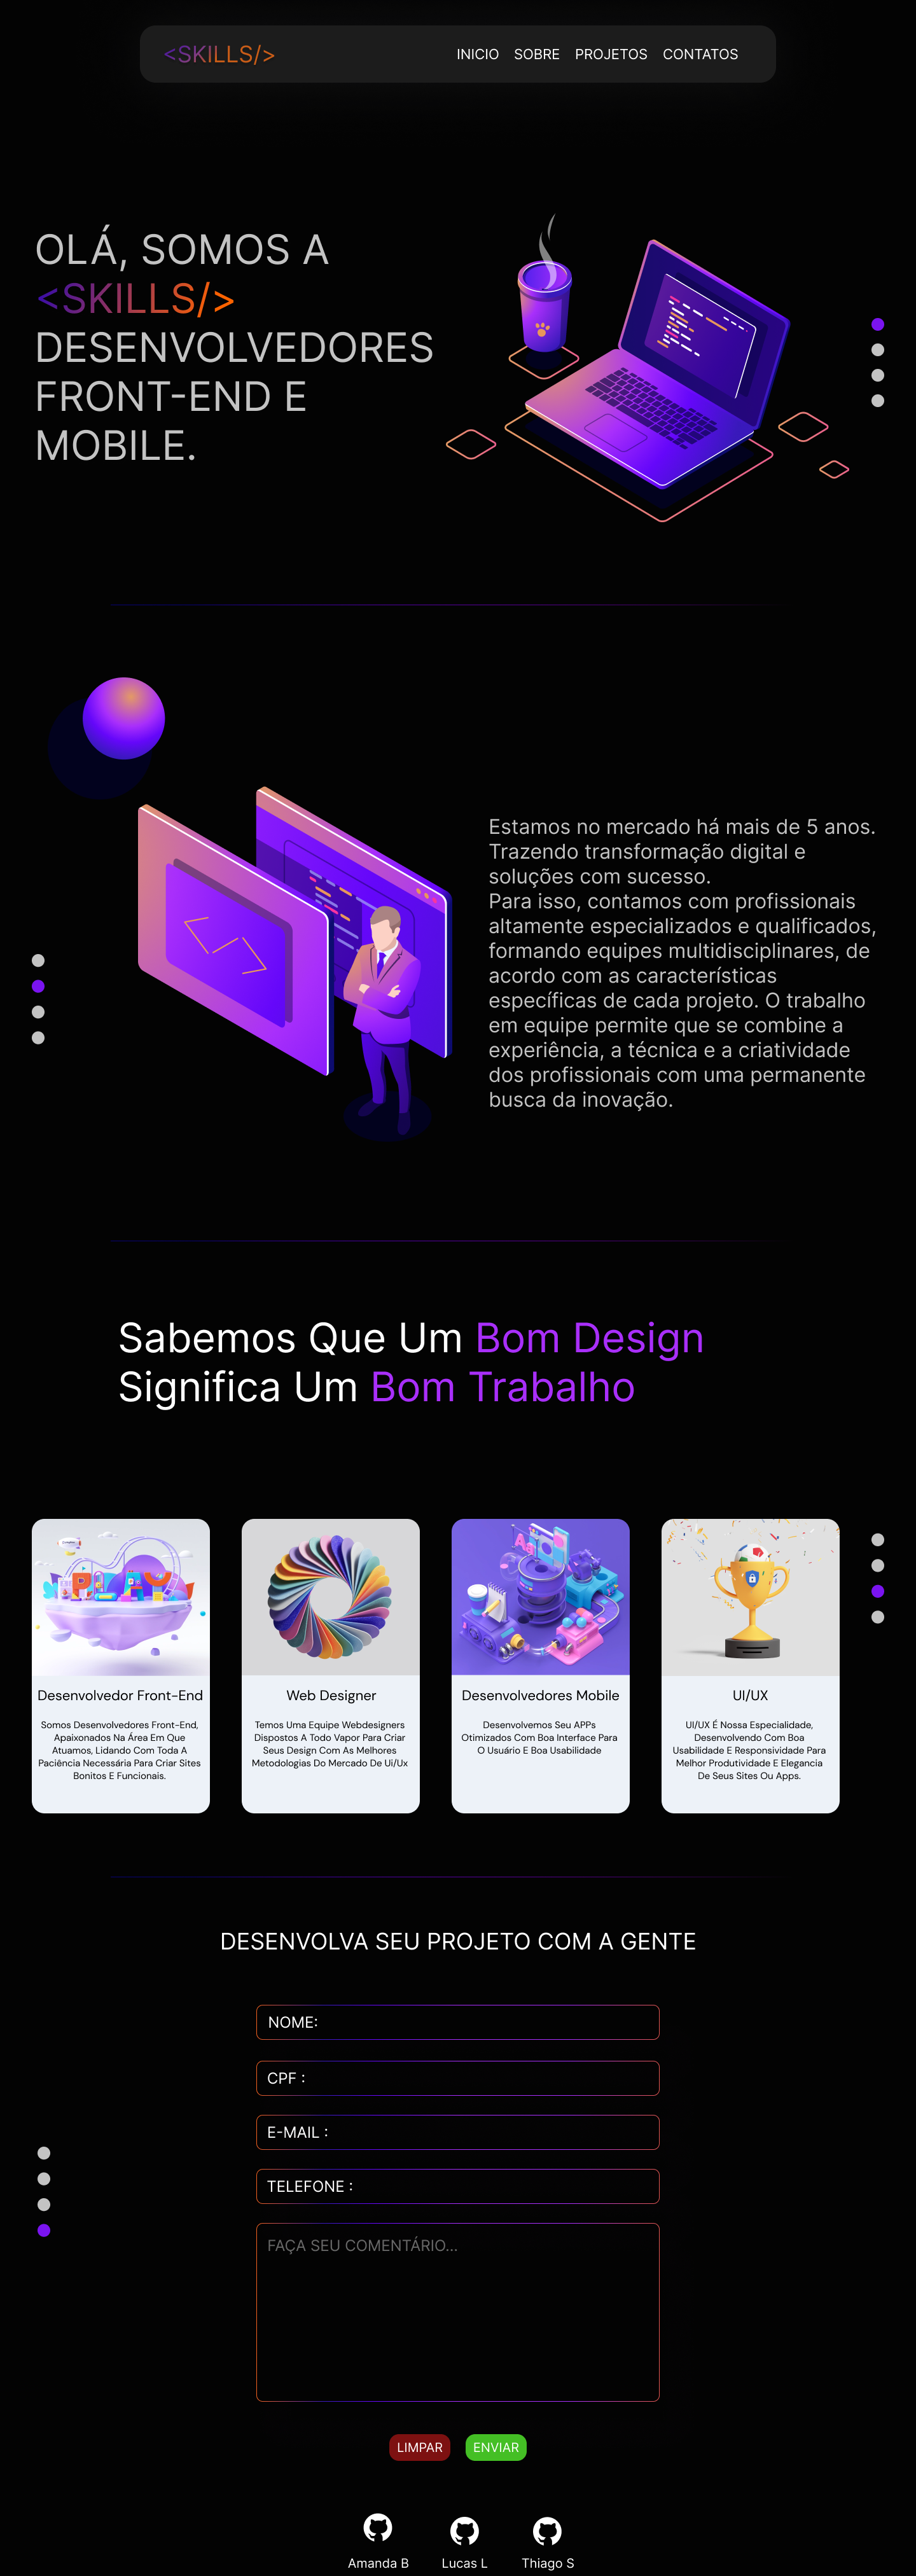 <SKILLS/>
INICIO SOBRE PROJETOS CONTATOS
OLÁ, SOMOS A
<SKILLS/>
DESENVOLVEDORES
FRONT-END E
MOBILE.
Estamos no mercado há mais de 5 anos.
Trazendo transformação digital e
soluções com sucesso.
Para isso, contamos com profissionais
altamente especializados e qualificados,
formando equipes multidisciplinares, de
acordo com as características
específicas de cada projeto. O trabalho
em equipe permite que se combine a
experiência, a técnica e a criatividade
dos profissionais com uma permanente
busca da inovação.
Sabemos Que Um Bom Design
Significa Um Bom Trabalho
PLAY
Aa
Desenvolvedor Front-End
Somos Desenvolvedores Front-End,
Apaixonados Na Área Em Que
Atuamos, Lidando Com Toda A
Paciência Necessária Para Criar Sites
Bonitos E Funcionais.
Web Designer
Temos Uma Equipe Webdesigners
Dispostos A Todo Vapor Para Criar
Seus Design Com As Melhores
Metodologias Do Mercado De Ui/Ux
Desenvolvedores Mobile
Desenvolvemos Seu APPs
Otimizados Com Boa Interface Para
O Usuário E Boa Usabilidade
UI/UX
UI/UX É Nossa Especialidade,
Desenvolvendo Com Boa
Usabilidade E Responsividade Para
Melhor Produtividade E Elegancia
De Seus Sites Ou Apps.
DESENVOLVA SEU PROJETO COM A GENTE
NOME:
CPF :
E-MAIL :
TELEFONE :
FAÇA SEU COMENTÁRIO...
LIMPAR ENVIAR
Amanda B Lucas L Thiago S